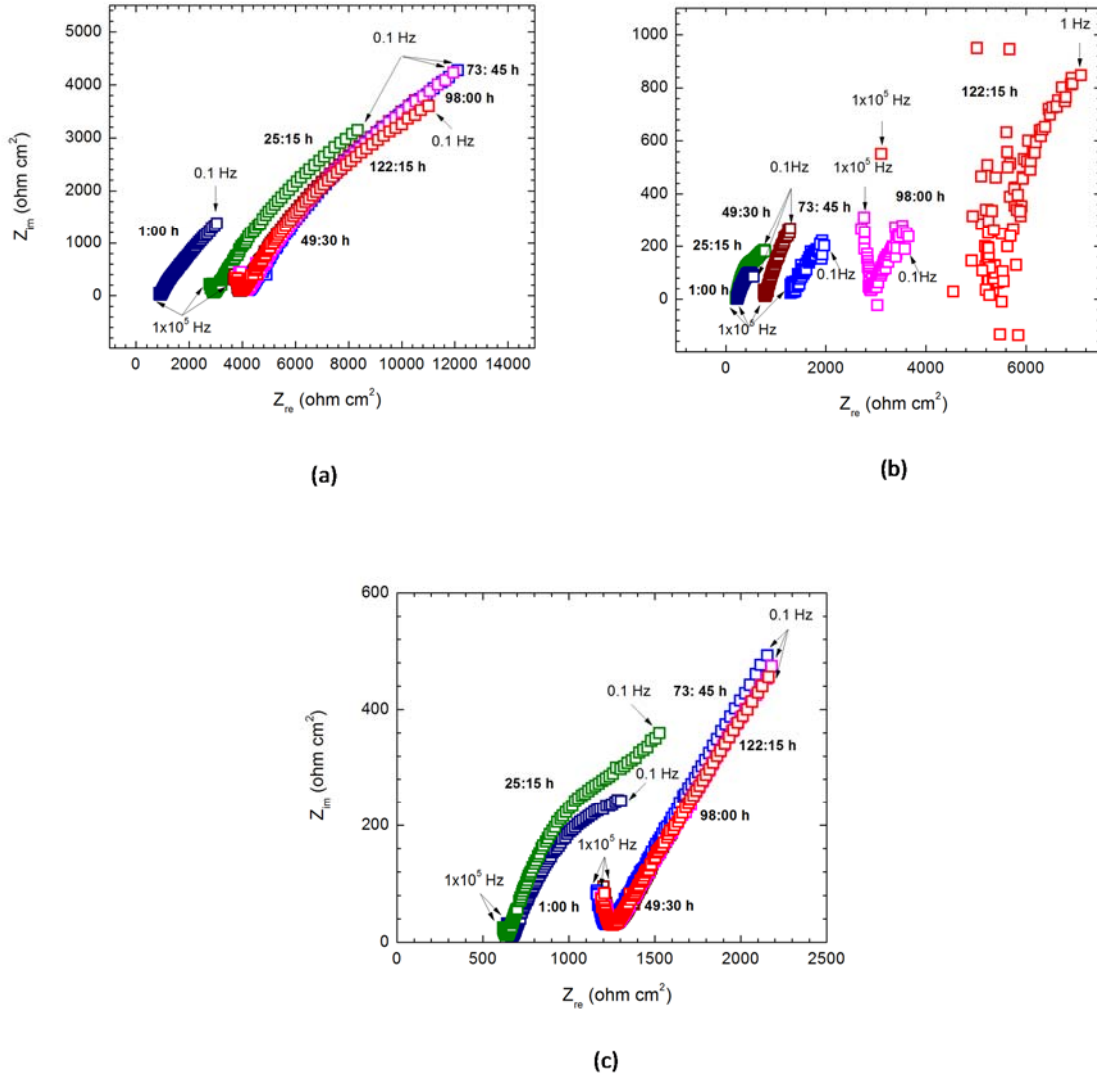 5000
4000
3000
2000
1000
0
Z_im (ohm cm²)
0.1 Hz
73: 45 h
98:00 h
0.1 Hz
25:15 h
122:15 h
0.1 Hz
1:00 h
49:30 h
1x10⁵ Hz
0 2000 4000 6000 8000 10000 12000 14000
Z_re (ohm cm²)
(a)
1000
800
600
400
200
0
Z_im (ohm cm²)
1 Hz
122:15 h
1x10⁵ Hz
1x10⁵ Hz
0.1Hz
49:30 h
73: 45 h
98:00 h
25:15 h
1:00 h
0.1Hz
0.1Hz
1x10⁵ Hz
0 2000 4000 6000
Z_re (ohm cm²)
(b)
600
400
200
0
Z_im (ohm cm²)
0.1 Hz
73: 45 h
0.1 Hz
122:15 h
25:15 h
0.1 Hz
98:00 h
1x10⁵ Hz
1x10⁵ Hz
1:00 h
49:30 h
0 500 1000 1500 2000 2500
Z_re (ohm cm²)
(c)